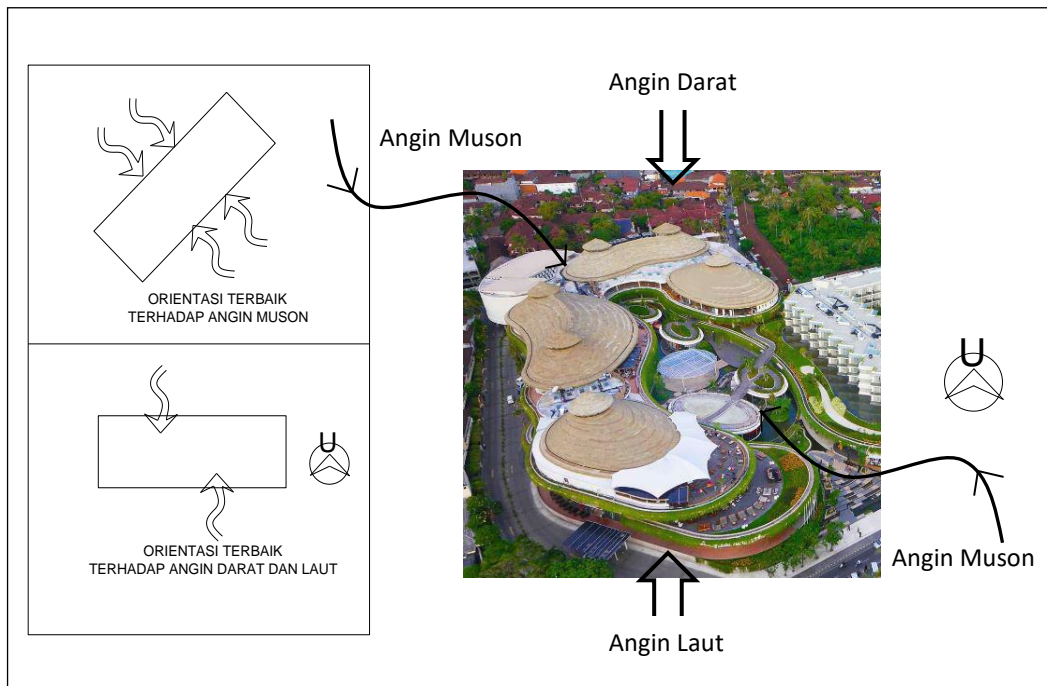 ORIENTASI TERBAIK
TERHADAP ANGIN MUSON
U
ORIENTASI TERBAIK
TERHADAP ANGIN DARAT DAN LAUT
Angin Darat
Angin Muson
U
Angin Muson
Angin Laut